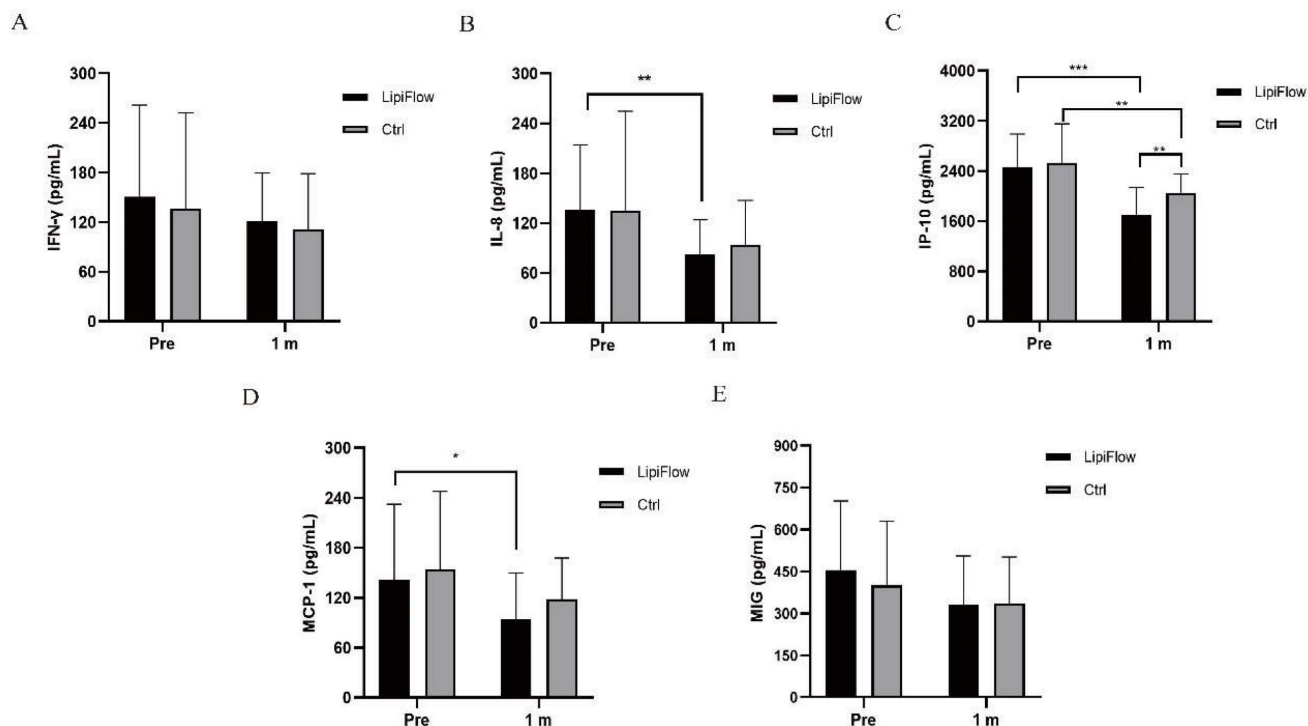 A
IFN-γ (pg/mL)
300
240
180
120
60
0
Pre
1 m
LipiFlow
Ctrl
B
IL-8 (pg/mL)
300
240
180
120
60
0
**
Pre
1 m
LipiFlow
Ctrl
C
IP-10 (pg/mL)
4000
3200
2400
1600
800
0
***
**
**
Pre
1 m
LipiFlow
Ctrl
D
MCP-1 (pg/mL)
300
240
180
120
60
0
*
Pre
1 m
LipiFlow
Ctrl
E
MIG (pg/mL)
900
750
600
450
300
150
0
Pre
1 m
LipiFlow
Ctrl